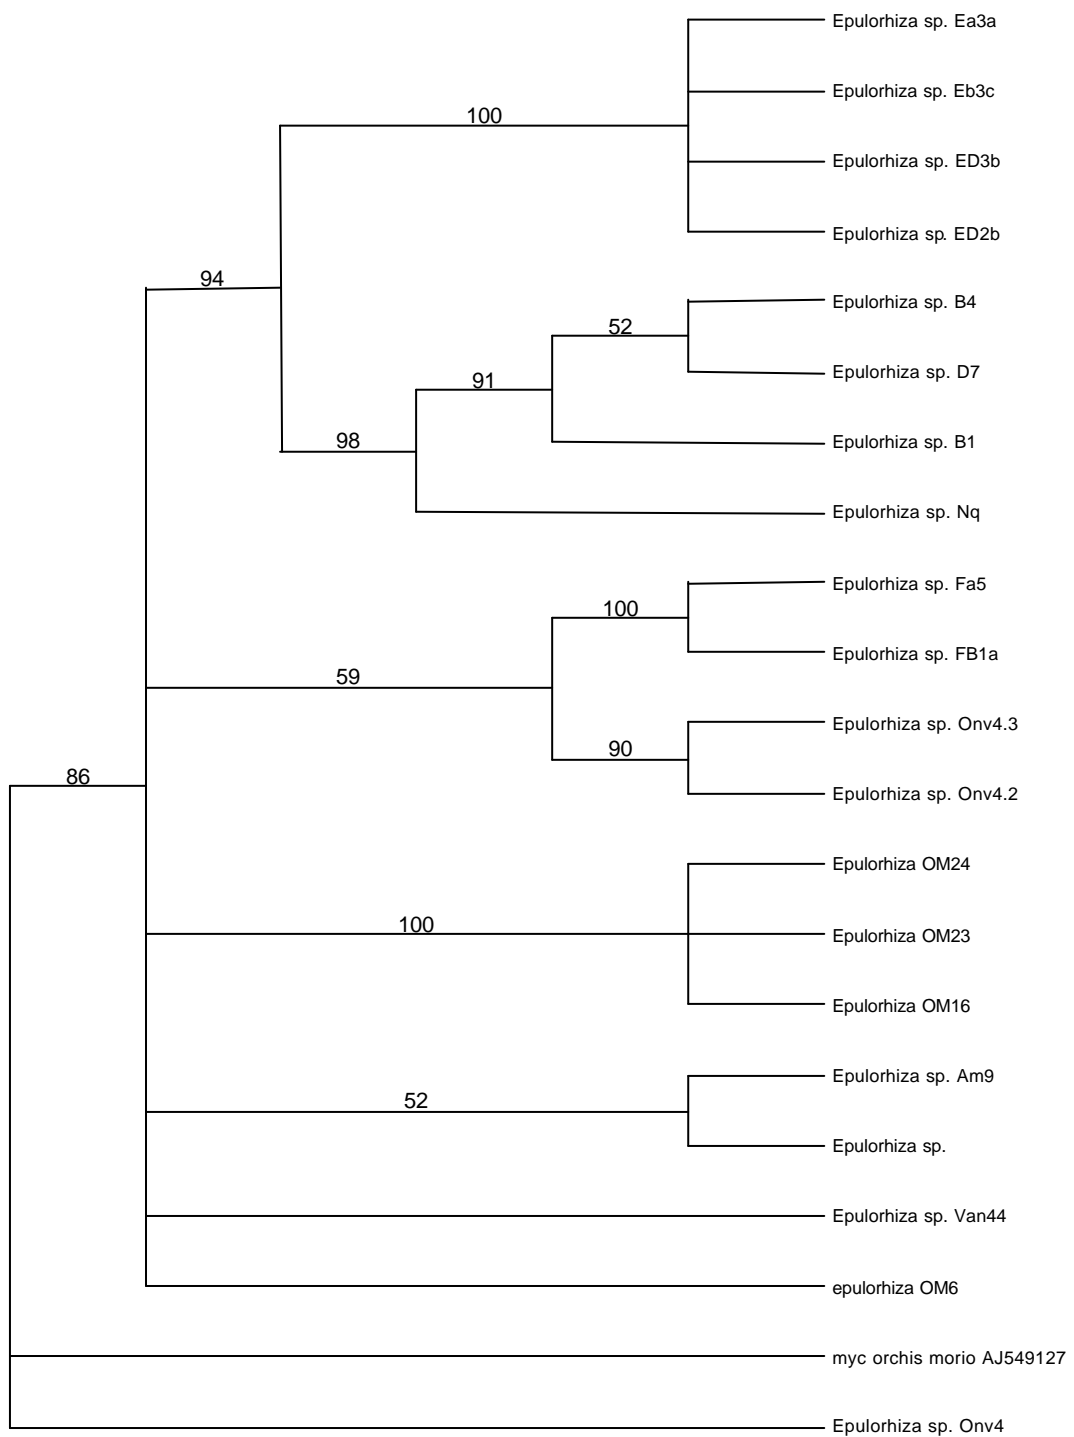 Epulorhiza sp. Ea3a
Epulorhiza sp. Eb3c
100
Epulorhiza sp. ED3b
Epulorhiza sp. ED2b
94
Epulorhiza sp. B4
52
Epulorhiza sp. D7
91
98
Epulorhiza sp. B1
Epulorhiza sp. Nq
Epulorhiza sp. Fa5
100
Epulorhiza sp. FB1a
59
Epulorhiza sp. Onv4.3
90
86
Epulorhiza sp. Onv4.2
Epulorhiza OM24
100
Epulorhiza OM23
Epulorhiza OM16
Epulorhiza sp. Am9
52
Epulorhiza sp.
Epulorhiza sp. Van44
epulorhiza OM6
myc orchis morio AJ549127
Epulorhiza sp. Onv4